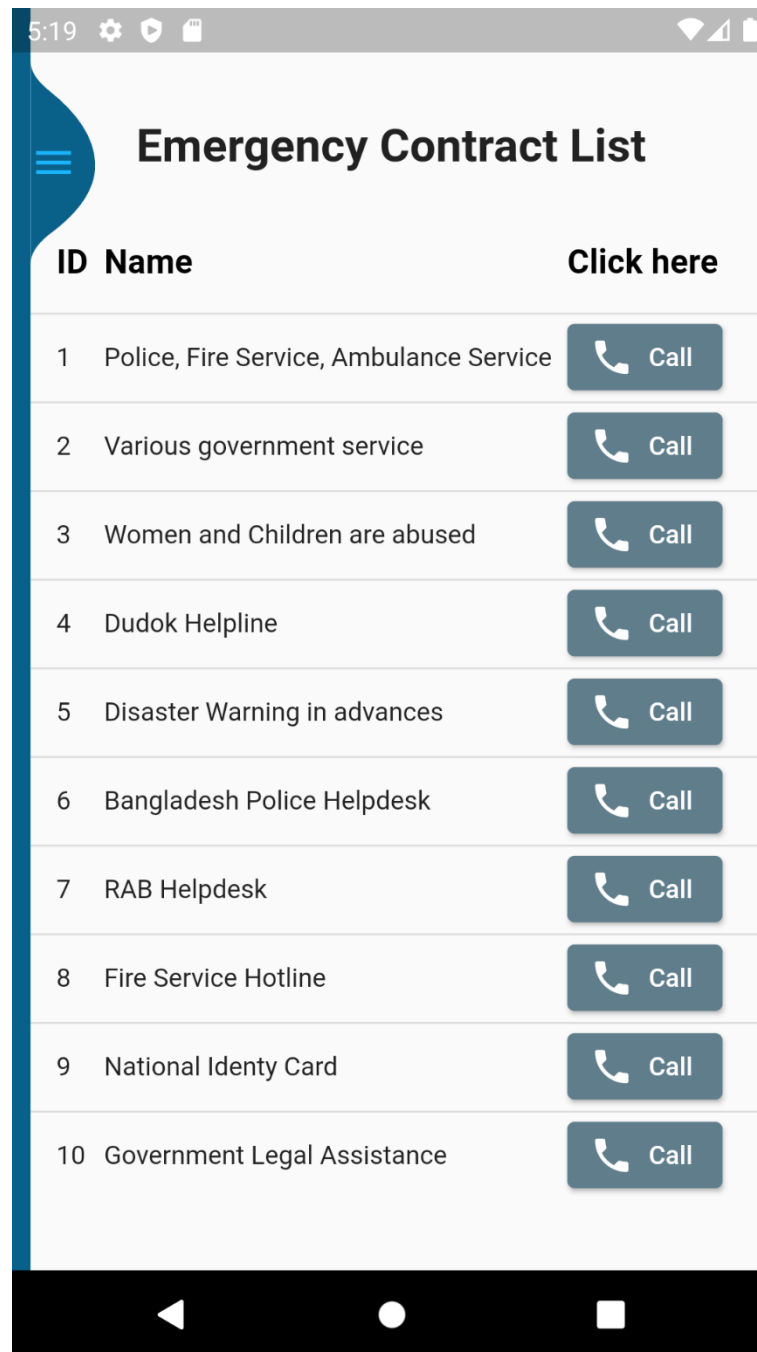 5:19
Emergency Contract List
ID Name Click here
1 Police, Fire Service, Ambulance Service Call
2 Various government service Call
3 Women and Children are abused Call
4 Dudok Helpline Call
5 Disaster Warning in advances Call
6 Bangladesh Police Helpdesk Call
7 RAB Helpdesk Call
8 Fire Service Hotline Call
9 National Identy Card Call
10 Government Legal Assistance Call